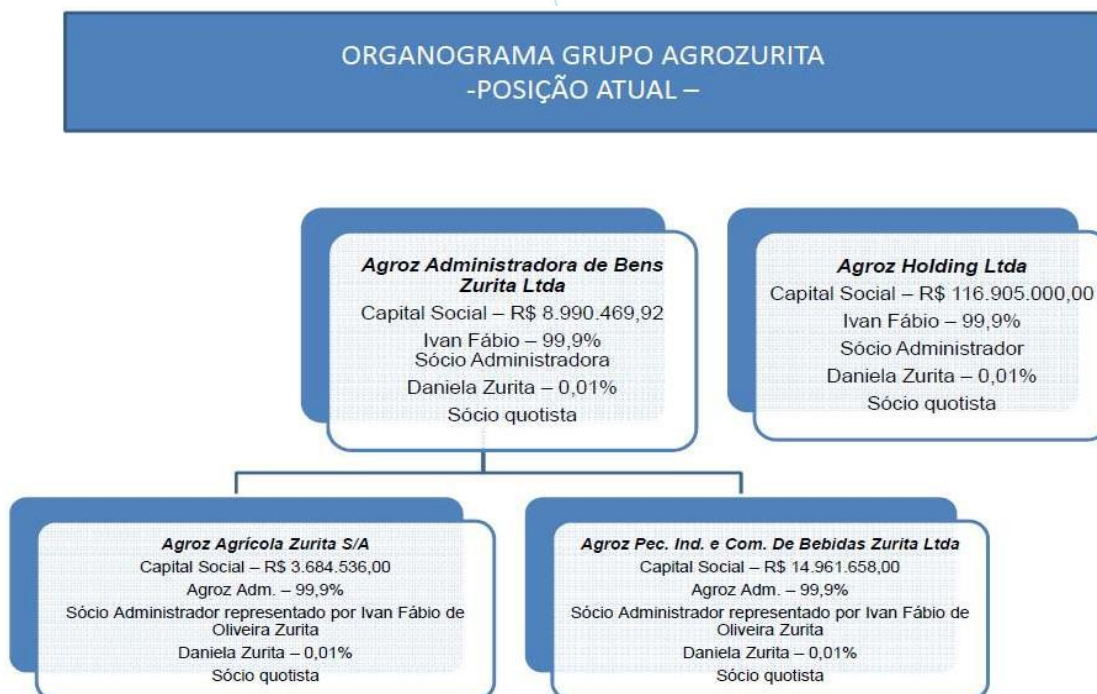 ORGANOGRAMA GRUPO AGROZURITA
-POSIÇÃO ATUAL –
Agroz Administradora de Bens
Zurita Ltda
Capital Social – R$ 8.990.469,92
Ivan Fábio – 99,9%
Sócio Administradora
Daniela Zurita – 0,01%
Sócio quotista
Agroz Holding Ltda
Capital Social – R$ 116.905.000,00
Ivan Fábio – 99,9%
Sócio Administrador
Daniela Zurita – 0,01%
Sócio quotista
Agroz Agrícola Zurita S/A
Capital Social – R$ 3.684.536,00
Agroz Adm. – 99,9%
Sócio Administrador representado por Ivan Fábio de
Oliveira Zurita
Daniela Zurita – 0,01%
Sócio quotista
Agroz Pec. Ind. e Com. De Bebidas Zurita Ltda
Capital Social – R$ 14.961.658,00
Agroz Adm. – 99,9%
Sócio Administrador representado por Ivan Fábio de
Oliveira Zurita
Daniela Zurita – 0,01%
Sócio quotista